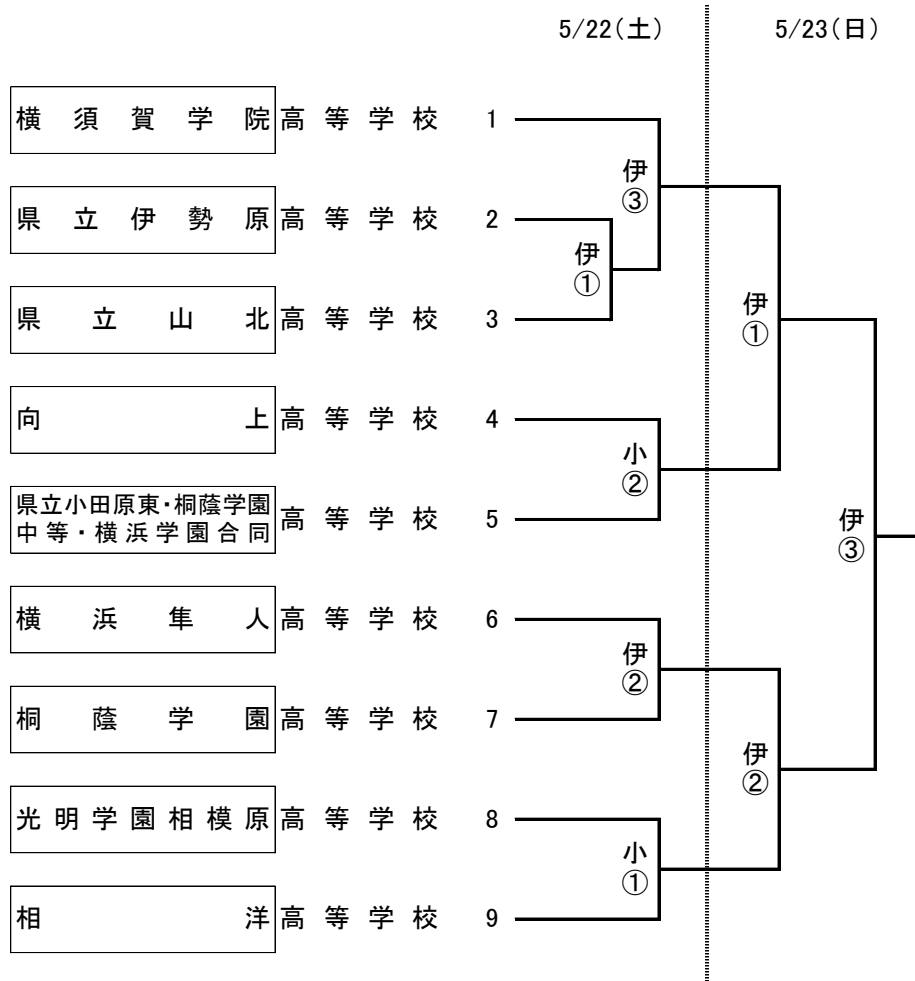 5/22(土) 5/23(日)
横須賀学院高等学校 1
伊③
県立伊勢原高等学校 2
伊①
県立山北高等学校 3
伊①
向上高等学校 4
小②
県立小田原東・桐蔭学園
中等・横浜学園合同
高等学校 5
伊③
横浜隼人高等学校 6
伊②
桐蔭学園高等学校 7
伊②
光明学園相模原高等学校 8
小①
相洋高等学校 9